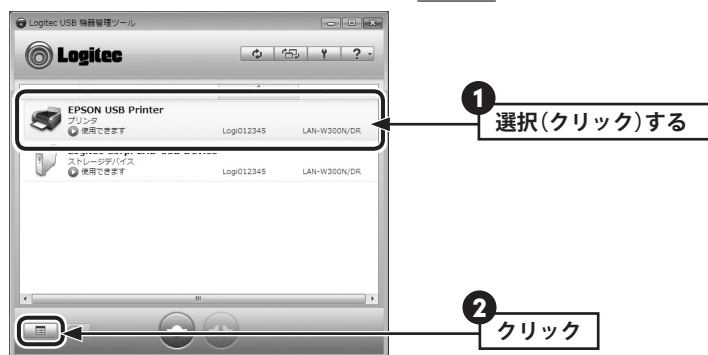 Logitec USB 機器管理ツール
Logitec
?
EPSON USB Printer
プリンタ
使用できます Logi012345 LAN-W300N/DR
ストレージデバイス
使用できます Logi012345 LAN-W300N/DR
1
選択(クリック)する
2
クリック